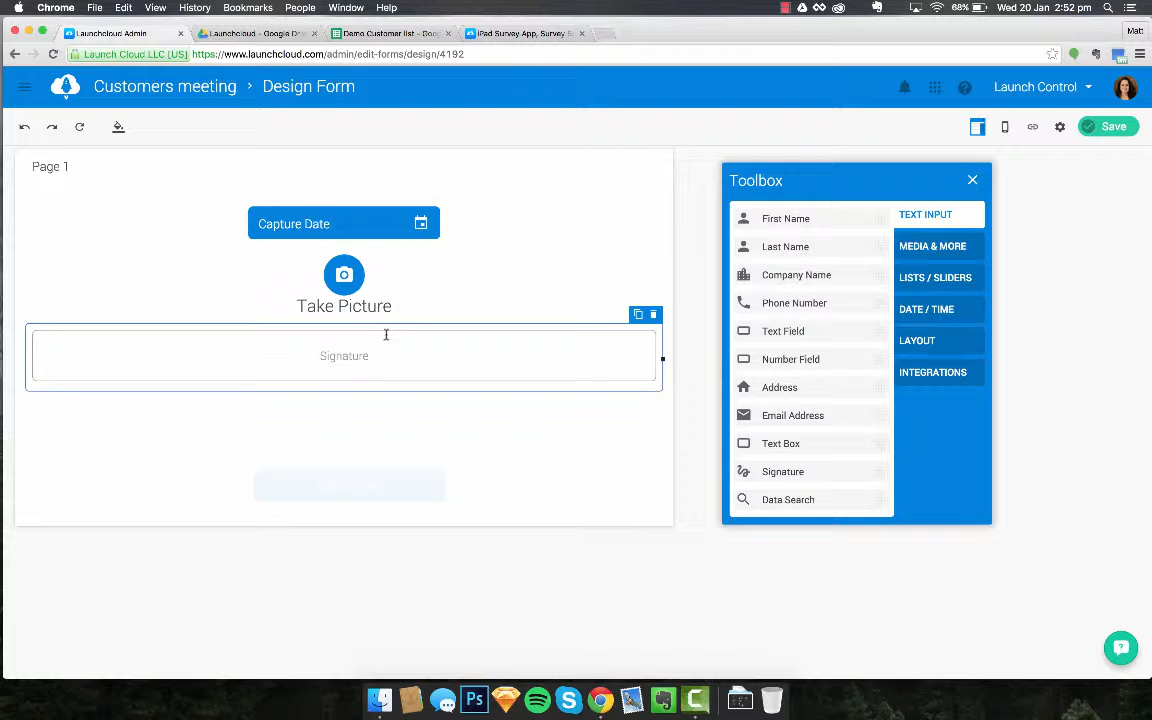 Chrome File Edit View History Bookmarks People Window Help 68% Wed 20 Jan 2:52 pm
Launchcloud Admin Launchcloud - Google Driv Demo Customer list - Goo iPad Survey App, Survey S Matt
Launch Cloud LLC [US] https://www.launchcloud.com/admin/edit-forms/design/4192
Customers meeting > Design Form Launch Control
Save
Page 1
Capture Date
Take Picture
Signature
Toolbox
First Name
Last Name
Company Name
Phone Number
Text Field
Number Field
Address
Email Address
Text Box
Signature
Data Search
TEXT INPUT
MEDIA & MORE
LISTS / SLIDERS
DATE / TIME
LAYOUT
INTEGRATIONS
Ps